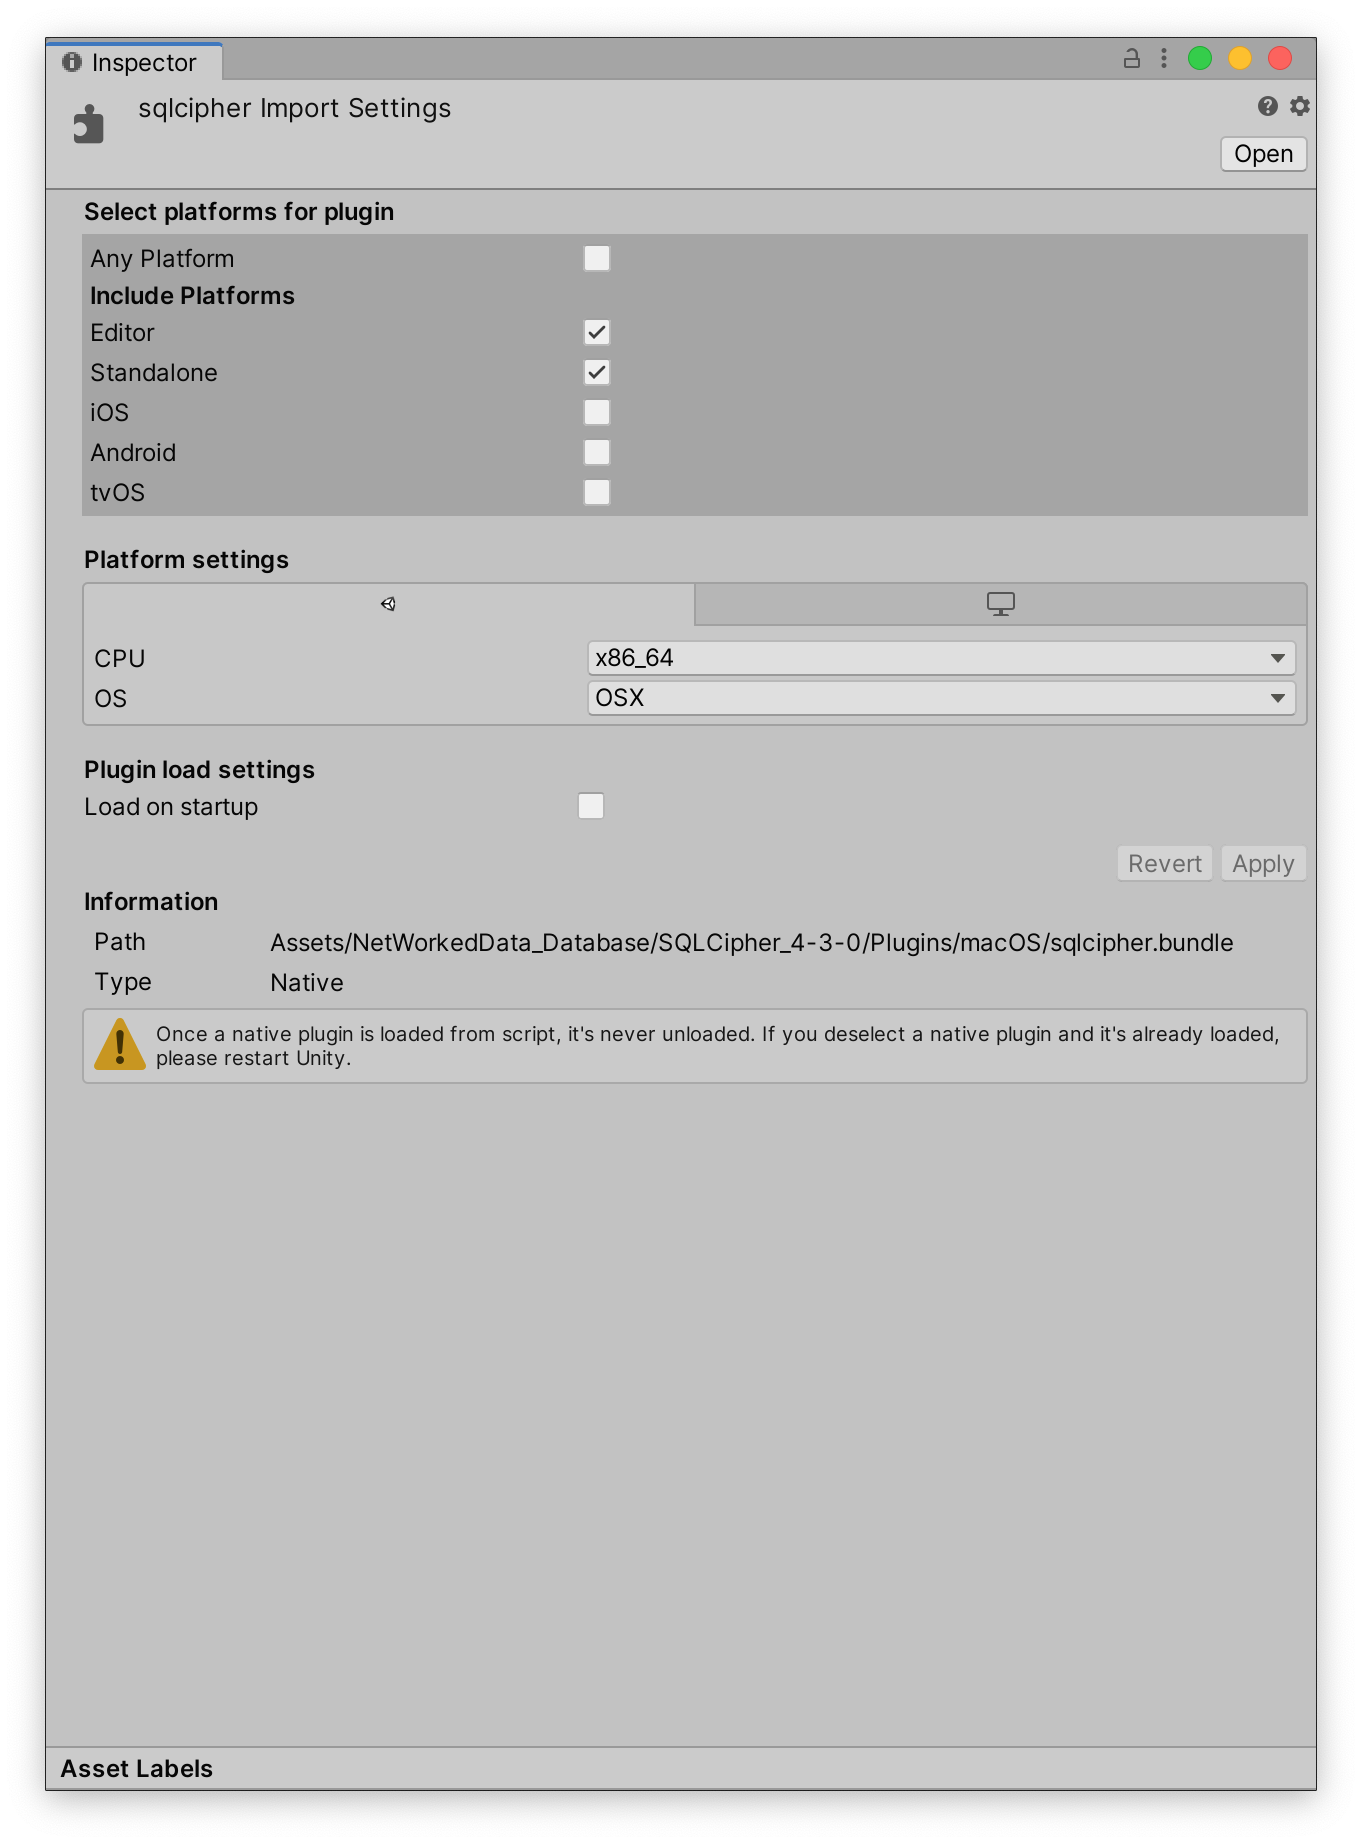 Inspector
sqlcipher Import Settings
Open
Select platforms for plugin
Any Platform
Include Platforms
Editor
Standalone
iOS
Android
tvOS
Platform settings
CPU x86_64
OS OSX
Plugin load settings
Load on startup
Revert Apply
Information
Path Assets/NetWorkedData_Database/SQLCipher_4-3-0/Plugins/macOS/sqlcipher.bundle
Type Native
Once a native plugin is loaded from script, it's never unloaded. If you deselect a native plugin and it's already loaded,
please restart Unity.
Asset Labels